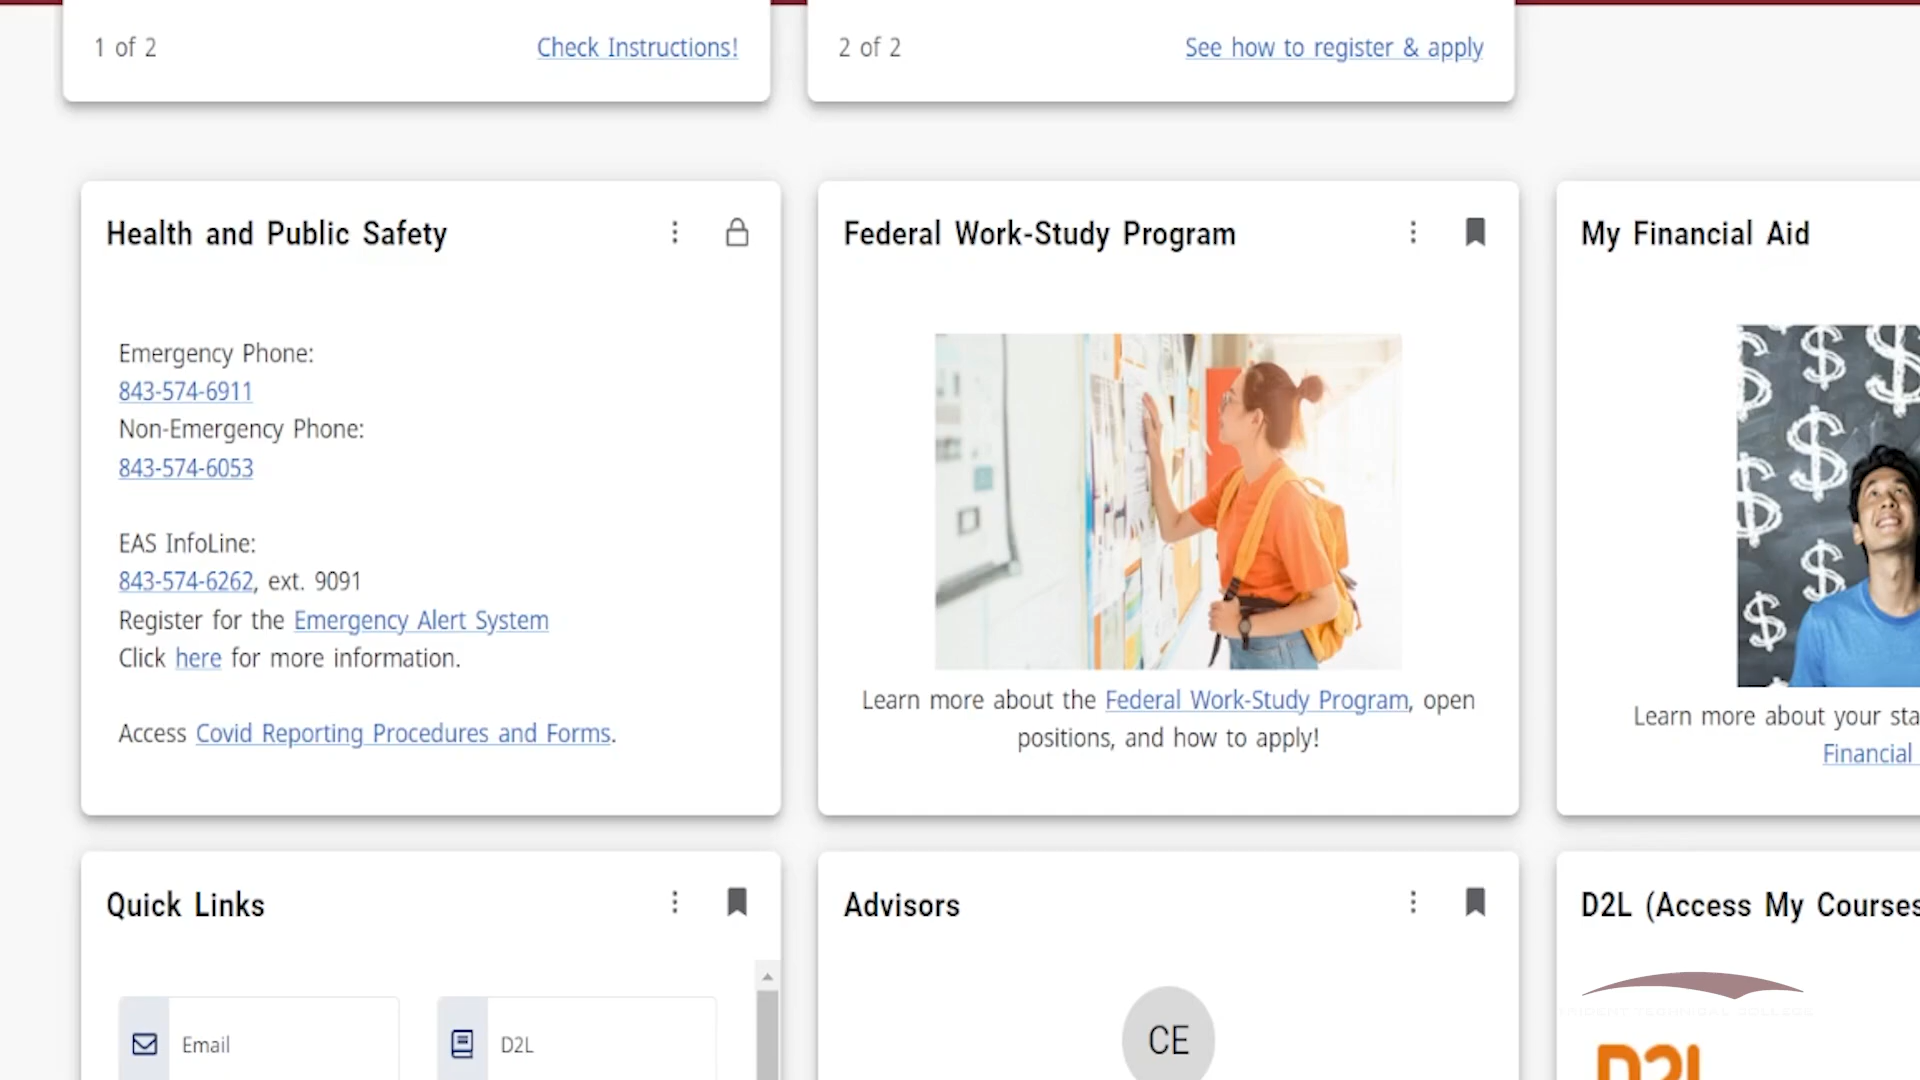 1 of 2
Check Instructions!
2 of 2
See how to register & apply
Health and Public Safety
Emergency Phone:
843-574-6911
Non-Emergency Phone:
843-574-6053
EAS InfoLine:
843-574-6262, ext. 9091
Register for the Emergency Alert System
Click here for more information.
Access Covid Reporting Procedures and Forms.
Federal Work-Study Program
Learn more about the Federal Work-Study Program, open
positions, and how to apply!
My Financial Aid
$ $ $ $ $ $ $
Learn more about your sta
Financial
Quick Links
Email
D2L
Advisors
CE
D2L (Access My Courses
TRIDENT TECHNICAL COLLEGE
D2L